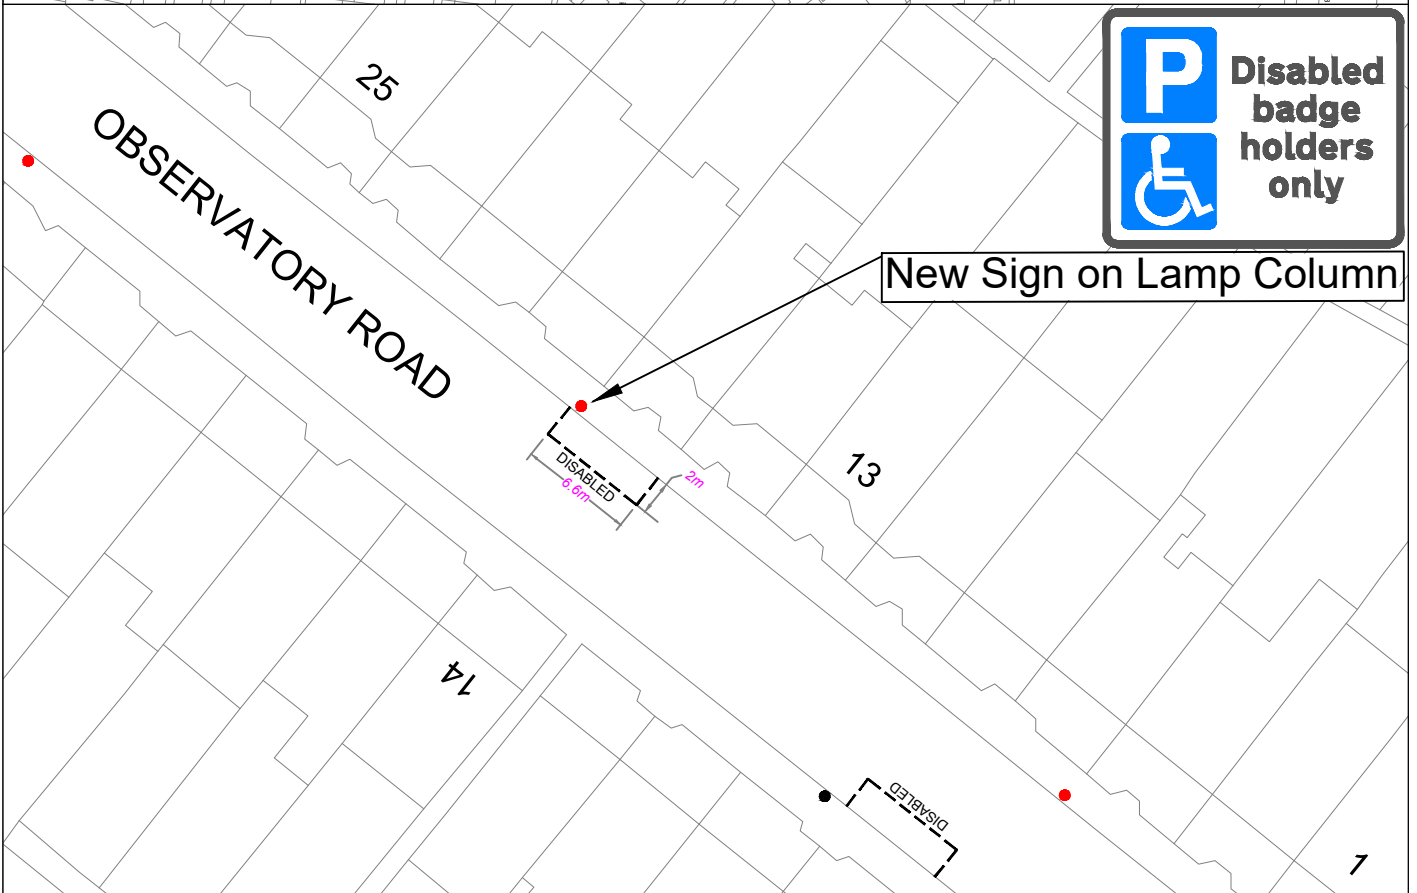 P
Disabled
badge
holders
only
25
OBSERVATORY ROAD
New Sign on Lamp Column
DISABLED
6.6m
2m
13
14
DISABLED
1